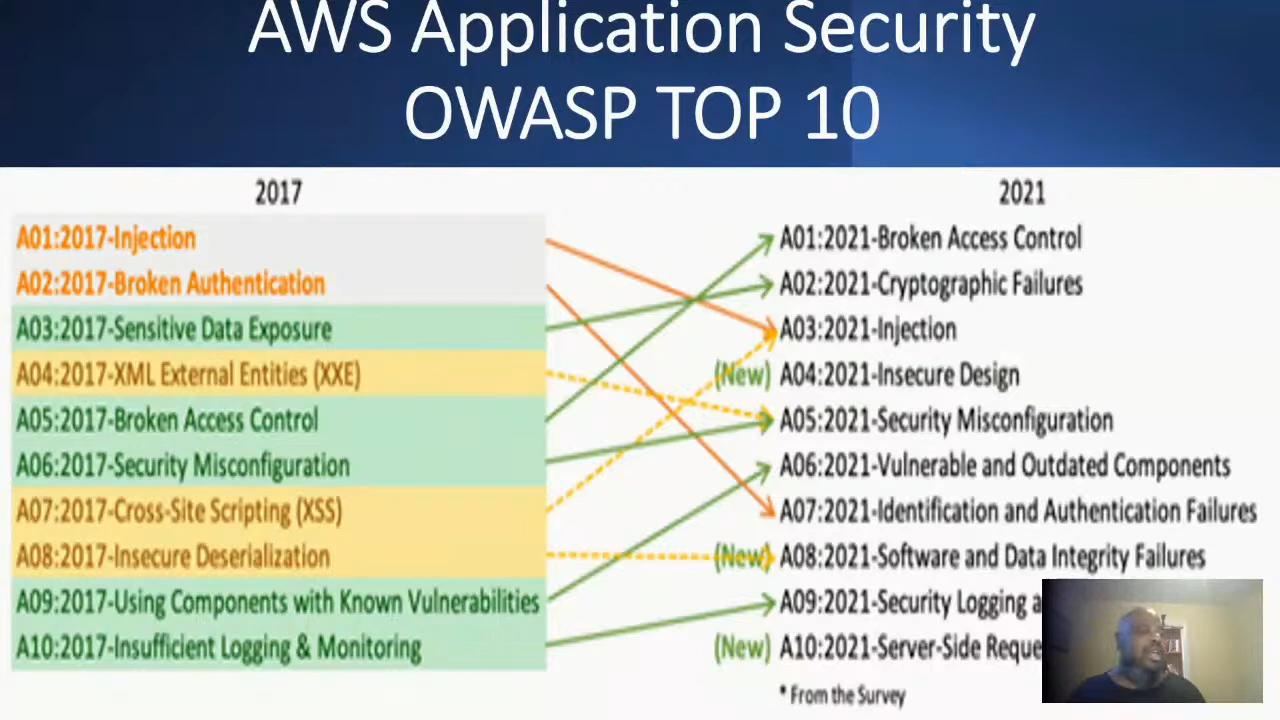 AWS Application Security
OWASP TOP 10
2017
2021
A01:2017-Injection
A02:2017-Broken Authentication
A03:2017-Sensitive Data Exposure
A04:2017-XML External Entities (XXE)
A05:2017-Broken Access Control
A06:2017-Security Misconfiguration
A07:2017-Cross-Site Scripting (XSS)
A08:2017-Insecure Deserialization
A09:2017-Using Components with Known Vulnerabilities
A10:2017-Insufficient Logging & Monitoring
A01:2021-Broken Access Control
A02:2021-Cryptographic Failures
A03:2021-Injection
(New) A04:2021-Insecure Design
A05:2021-Security Misconfiguration
A06:2021-Vulnerable and Outdated Components
A07:2021-Identification and Authentication Failures
(New) A08:2021-Software and Data Integrity Failures
A09:2021-Security Logging
(New) A10:2021-Server-Side
* From the Survey